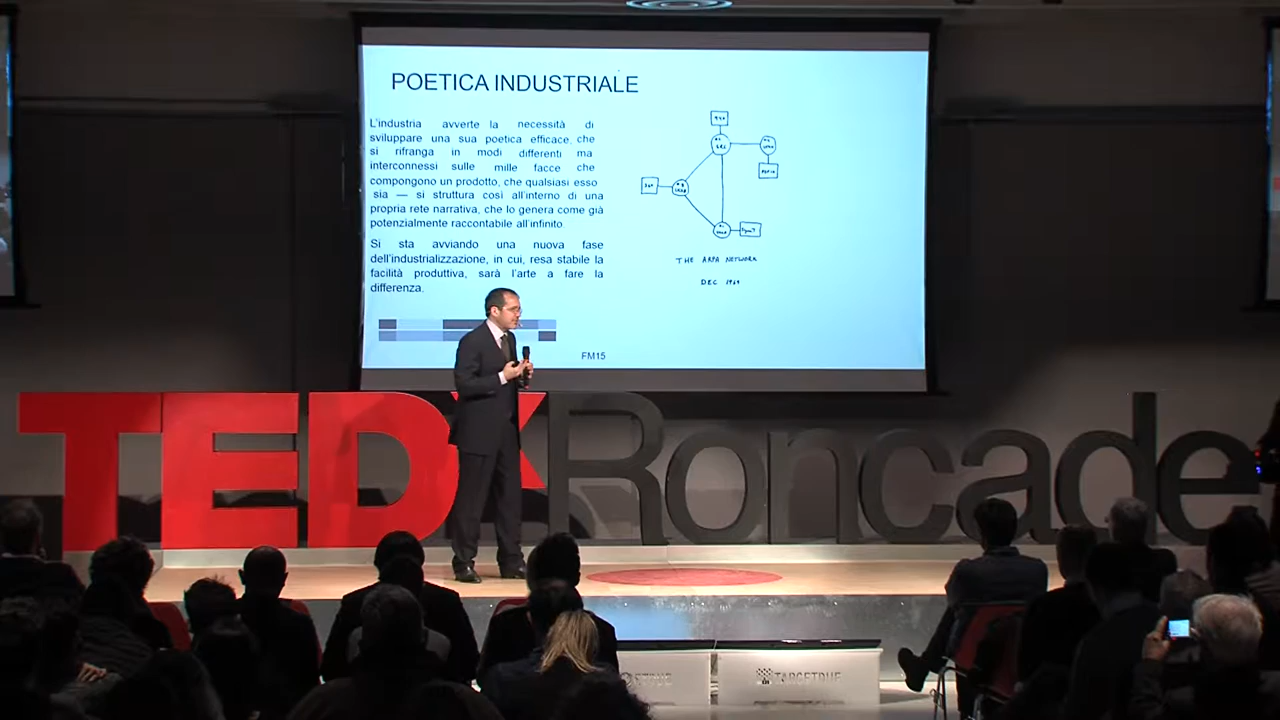 POETICA INDUSTRIALE
L'industria avverte la necessità di
sviluppare una sua poetica efficace, che
si rifranga in modi differenti ma
interconnessi sulle mille facce che
compongono un prodotto, che qualsiasi esso
sia — si struttura così all'interno di una
propria rete narrativa, che lo genera come già
potenzialmente raccontabile all'infinito
Si sta avviando una nuova fase
dell'industrializzazione, in cui, resa stabile la
facilità produttiva, sarà l'arte a fare la
differenza.
THE ARPA NETWORK
DEC 1969
FM15
TEDxRoncade
TARGETDUE